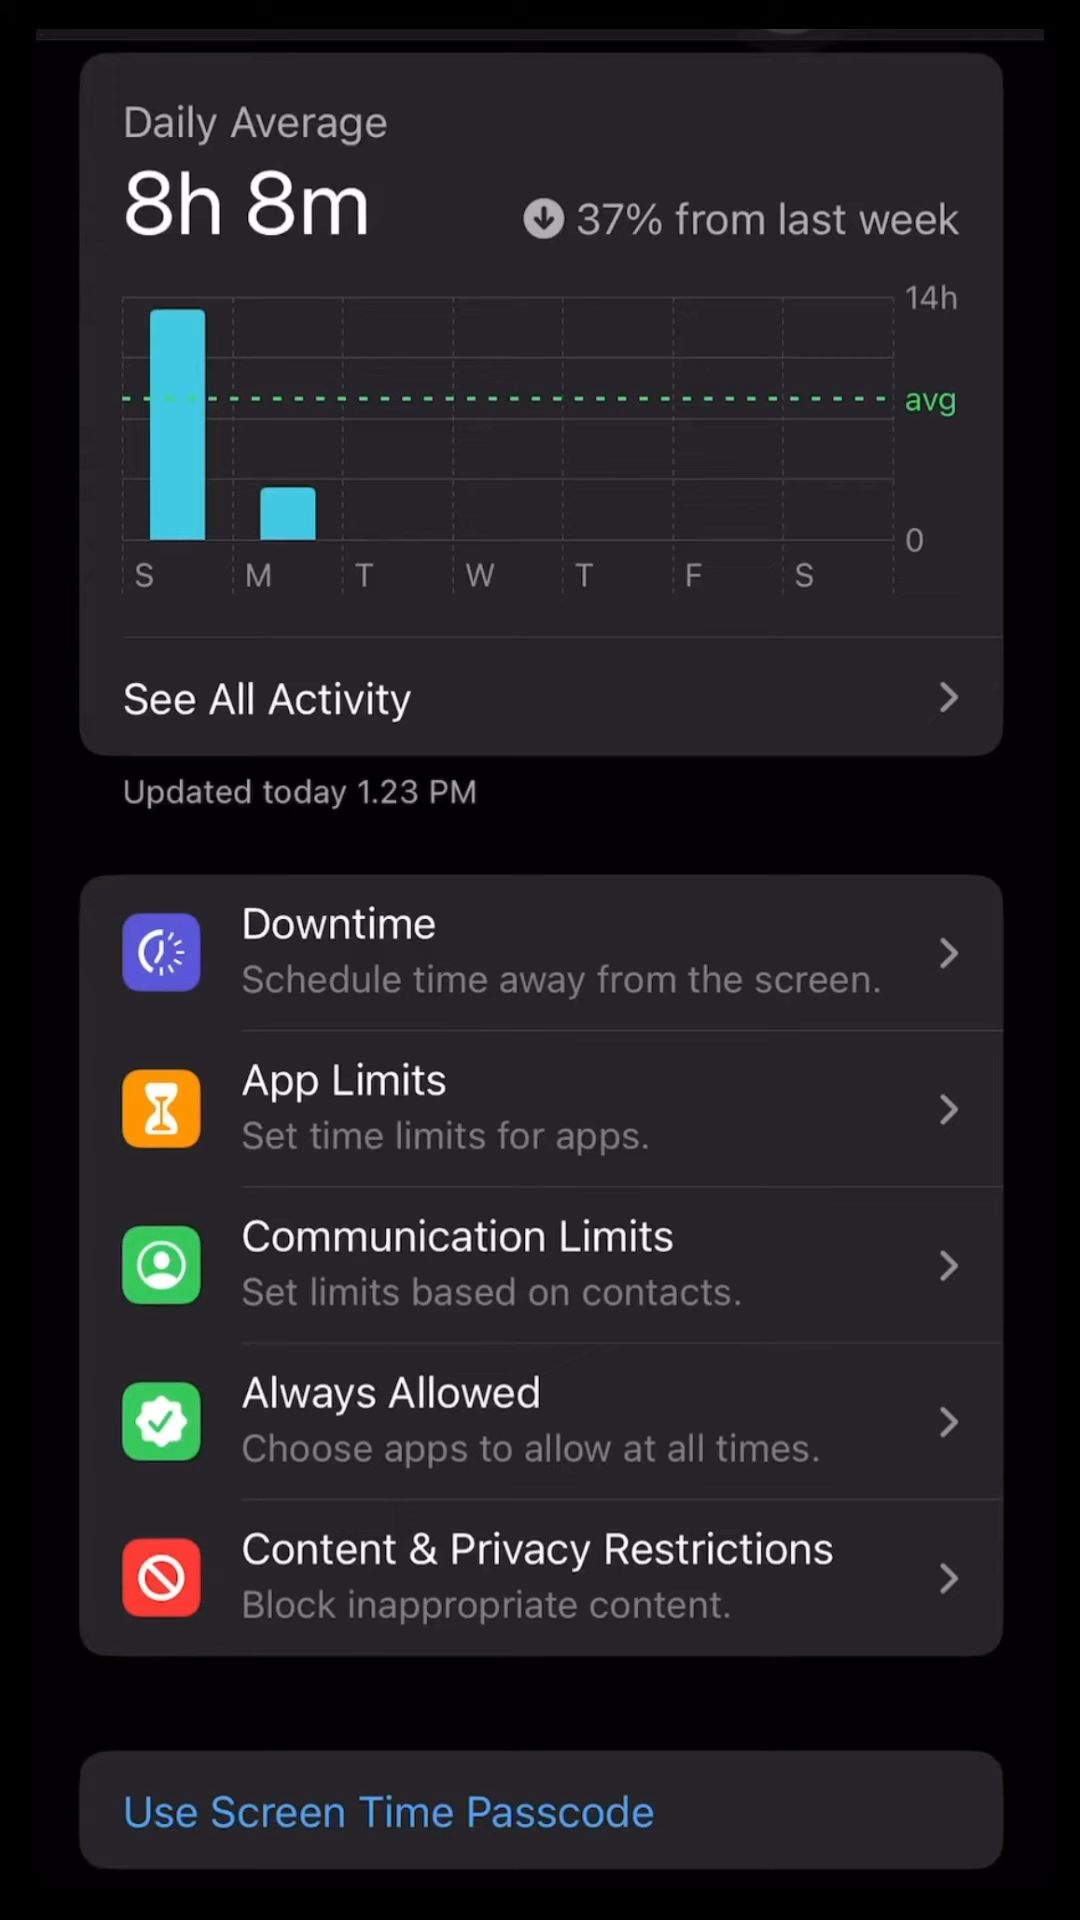 Daily Average
8h 8m
37% from last week
14h
avg
0
S M T W T F S
See All Activity
Updated today 1.23 PM
Downtime
Schedule time away from the screen.
App Limits
Set time limits for apps.
Communication Limits
Set limits based on contacts.
Always Allowed
Choose apps to allow at all times.
Content & Privacy Restrictions
Block inappropriate content.
Use Screen Time Passcode